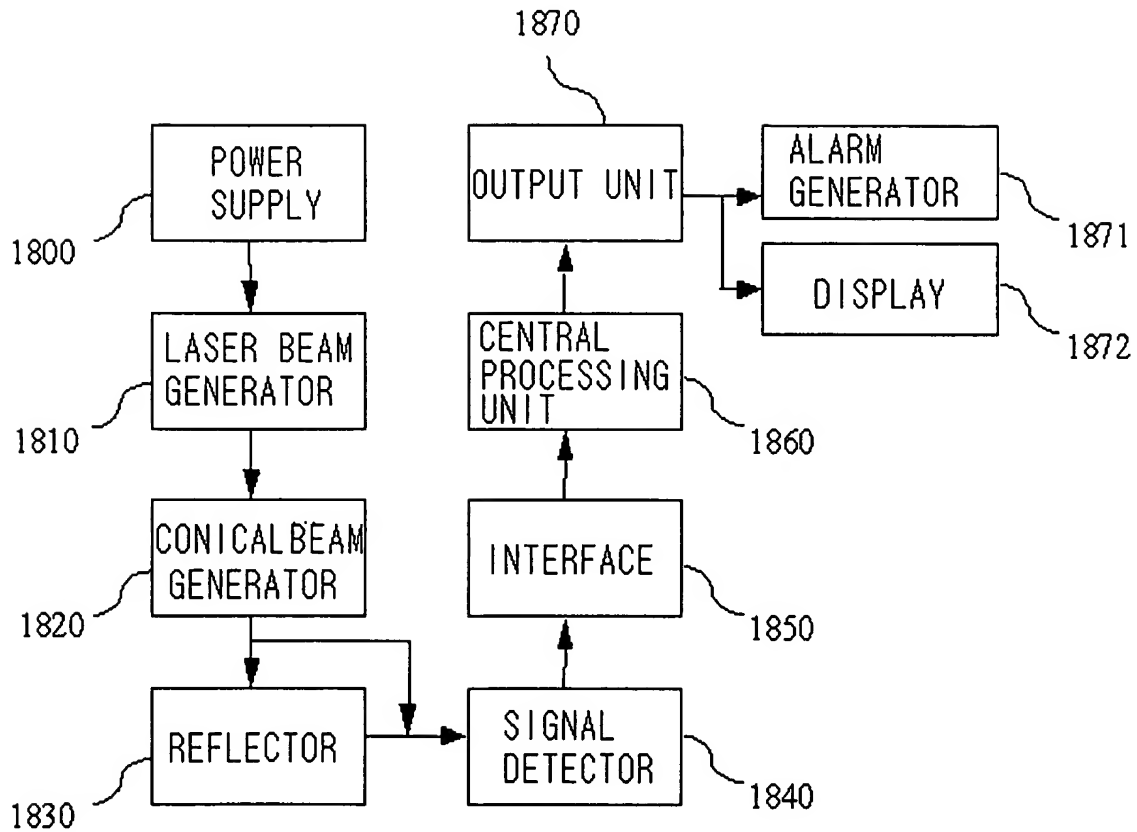 1870
POWER
SUPPLY
1800
OUTPUT UNIT
ALARM
GENERATOR
1871
DISPLAY
1872
LASER BEAM
GENERATOR
1810
CENTRAL
PROCESSING
UNIT
1860
CONICALBEAM
GENERATOR
1820
INTERFACE
1850
REFLECTOR
1830
SIGNAL
DETECTOR
1840